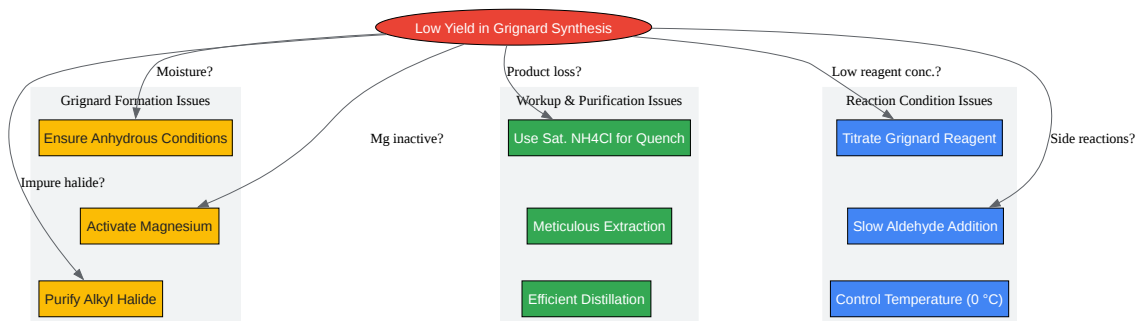 Low Yield in Grignard Synthesis
Moisture?
Product loss?
Low reagent conc.?
Grignard Formation Issues
Workup & Purification Issues
Reaction Condition Issues
Ensure Anhydrous Conditions
Use Sat. NH4Cl for Quench
Titrate Grignard Reagent
Mg inactive?
Side reactions?
Impure halide?
Activate Magnesium
Meticulous Extraction
Slow Aldehyde Addition
Purify Alkyl Halide
Efficient Distillation
Control Temperature (0 °C)